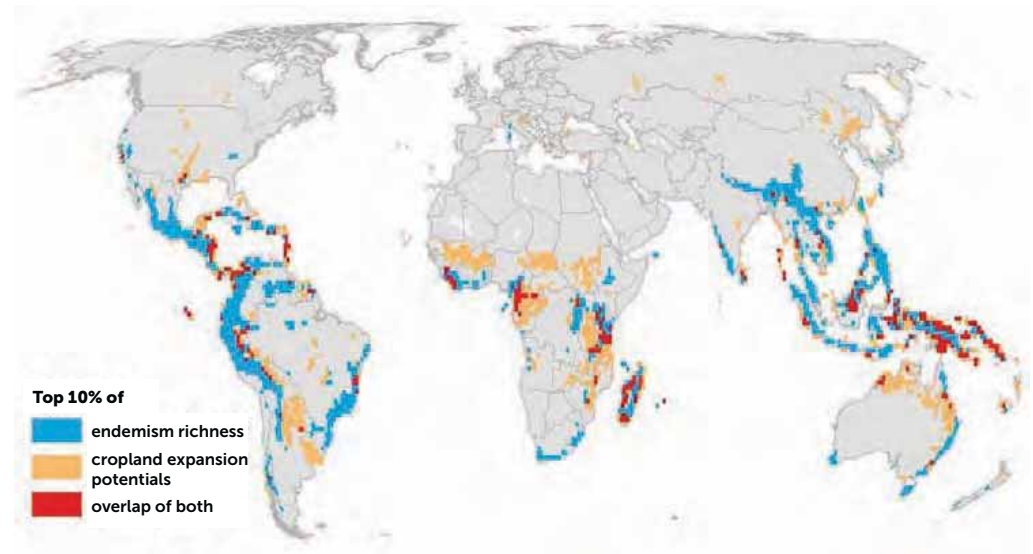 Top 10% of
endemism richness
cropland expansion
potentials
overlap of both